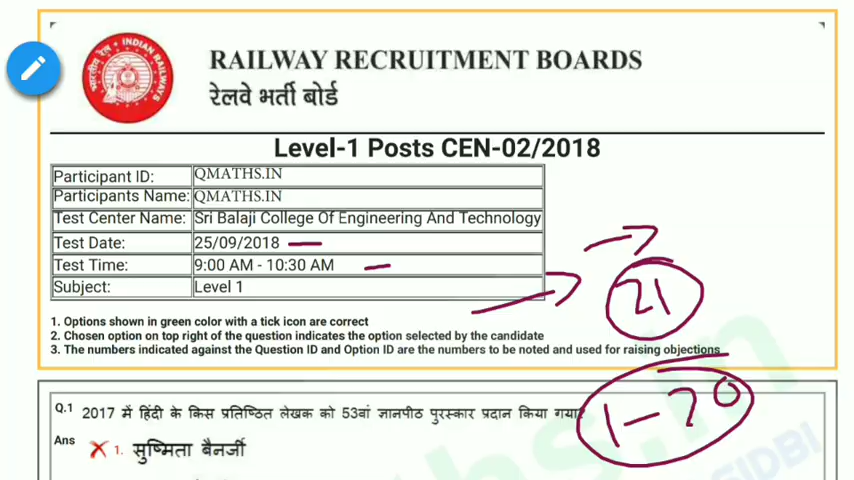 INDIAN RAILWAYS
भारतीय रेल
RAILWAY RECRUITMENT BOARDS
रेलवे भर्ती बोर्ड
Level-1 Posts CEN-02/2018
Participant ID: QMATHS.IN
Participants Name: QMATHS.IN
Test Center Name: Sri Balaji College Of Engineering And Technology
Test Date: 25/09/2018
Test Time: 9:00 AM - 10:30 AM
Subject: Level 1
21
1. Options shown in green color with a tick icon are correct
2. Chosen option on top right of the question indicates the option selected by the candidate
3. The numbers indicated against the Question ID and Option ID are the numbers to be noted and used for raising objections
1-20
Q.1 2017 में हिंदी के किस प्रतिष्ठित लेखक को 53वां ज्ञानपीठ पुरस्कार प्रदान किया गया?
Ans 1. सुष्मिता बैनर्जी